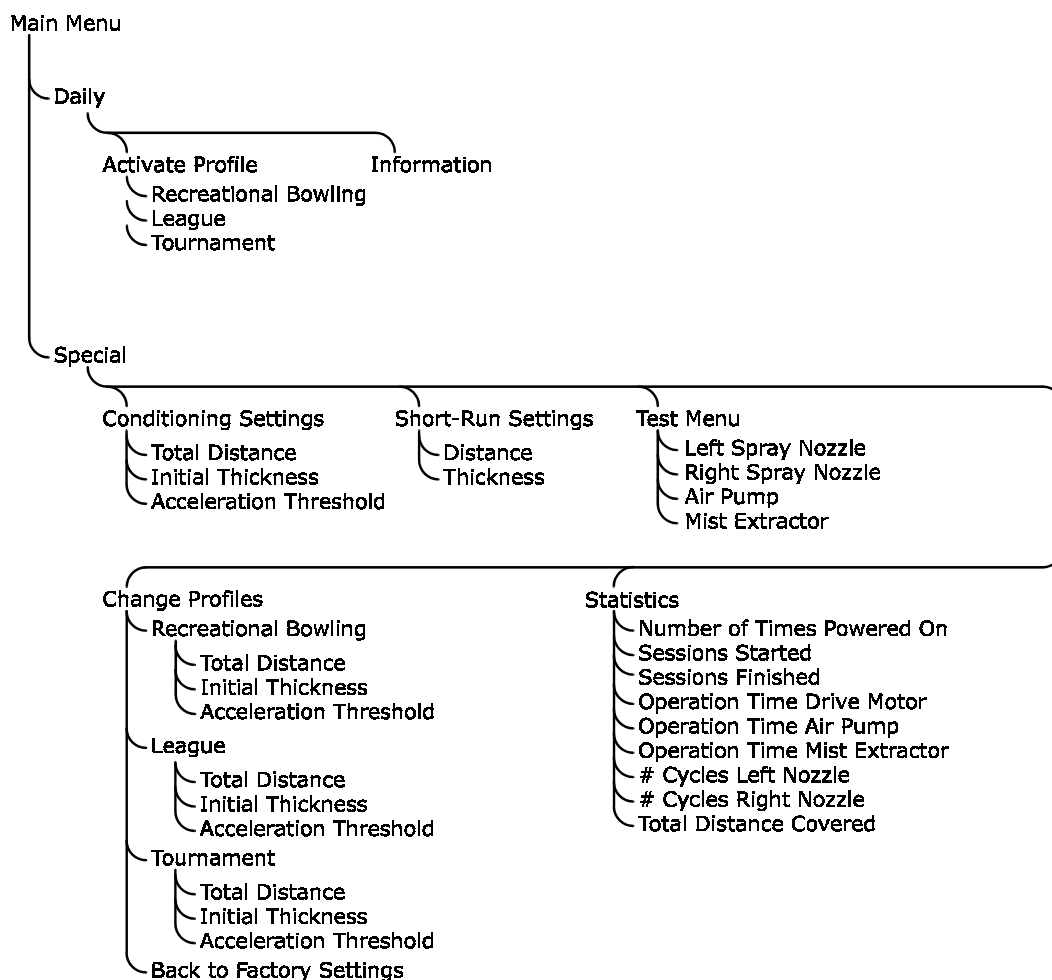 Main Menu
Daily
Activate Profile
Information
Recreational Bowling
League
Tournament
Special
Conditioning Settings
Short-Run Settings
Test Menu
Total Distance
Initial Thickness
Acceleration Threshold
Distance
Thickness
Left Spray Nozzle
Right Spray Nozzle
Air Pump
Mist Extractor
Change Profiles
Recreational Bowling
Total Distance
Initial Thickness
Acceleration Threshold
League
Total Distance
Initial Thickness
Acceleration Threshold
Tournament
Total Distance
Initial Thickness
Acceleration Threshold
Back to Factory Settings
Statistics
Number of Times Powered On
Sessions Started
Sessions Finished
Operation Time Drive Motor
Operation Time Air Pump
Operation Time Mist Extractor
# Cycles Left Nozzle
# Cycles Right Nozzle
Total Distance Covered